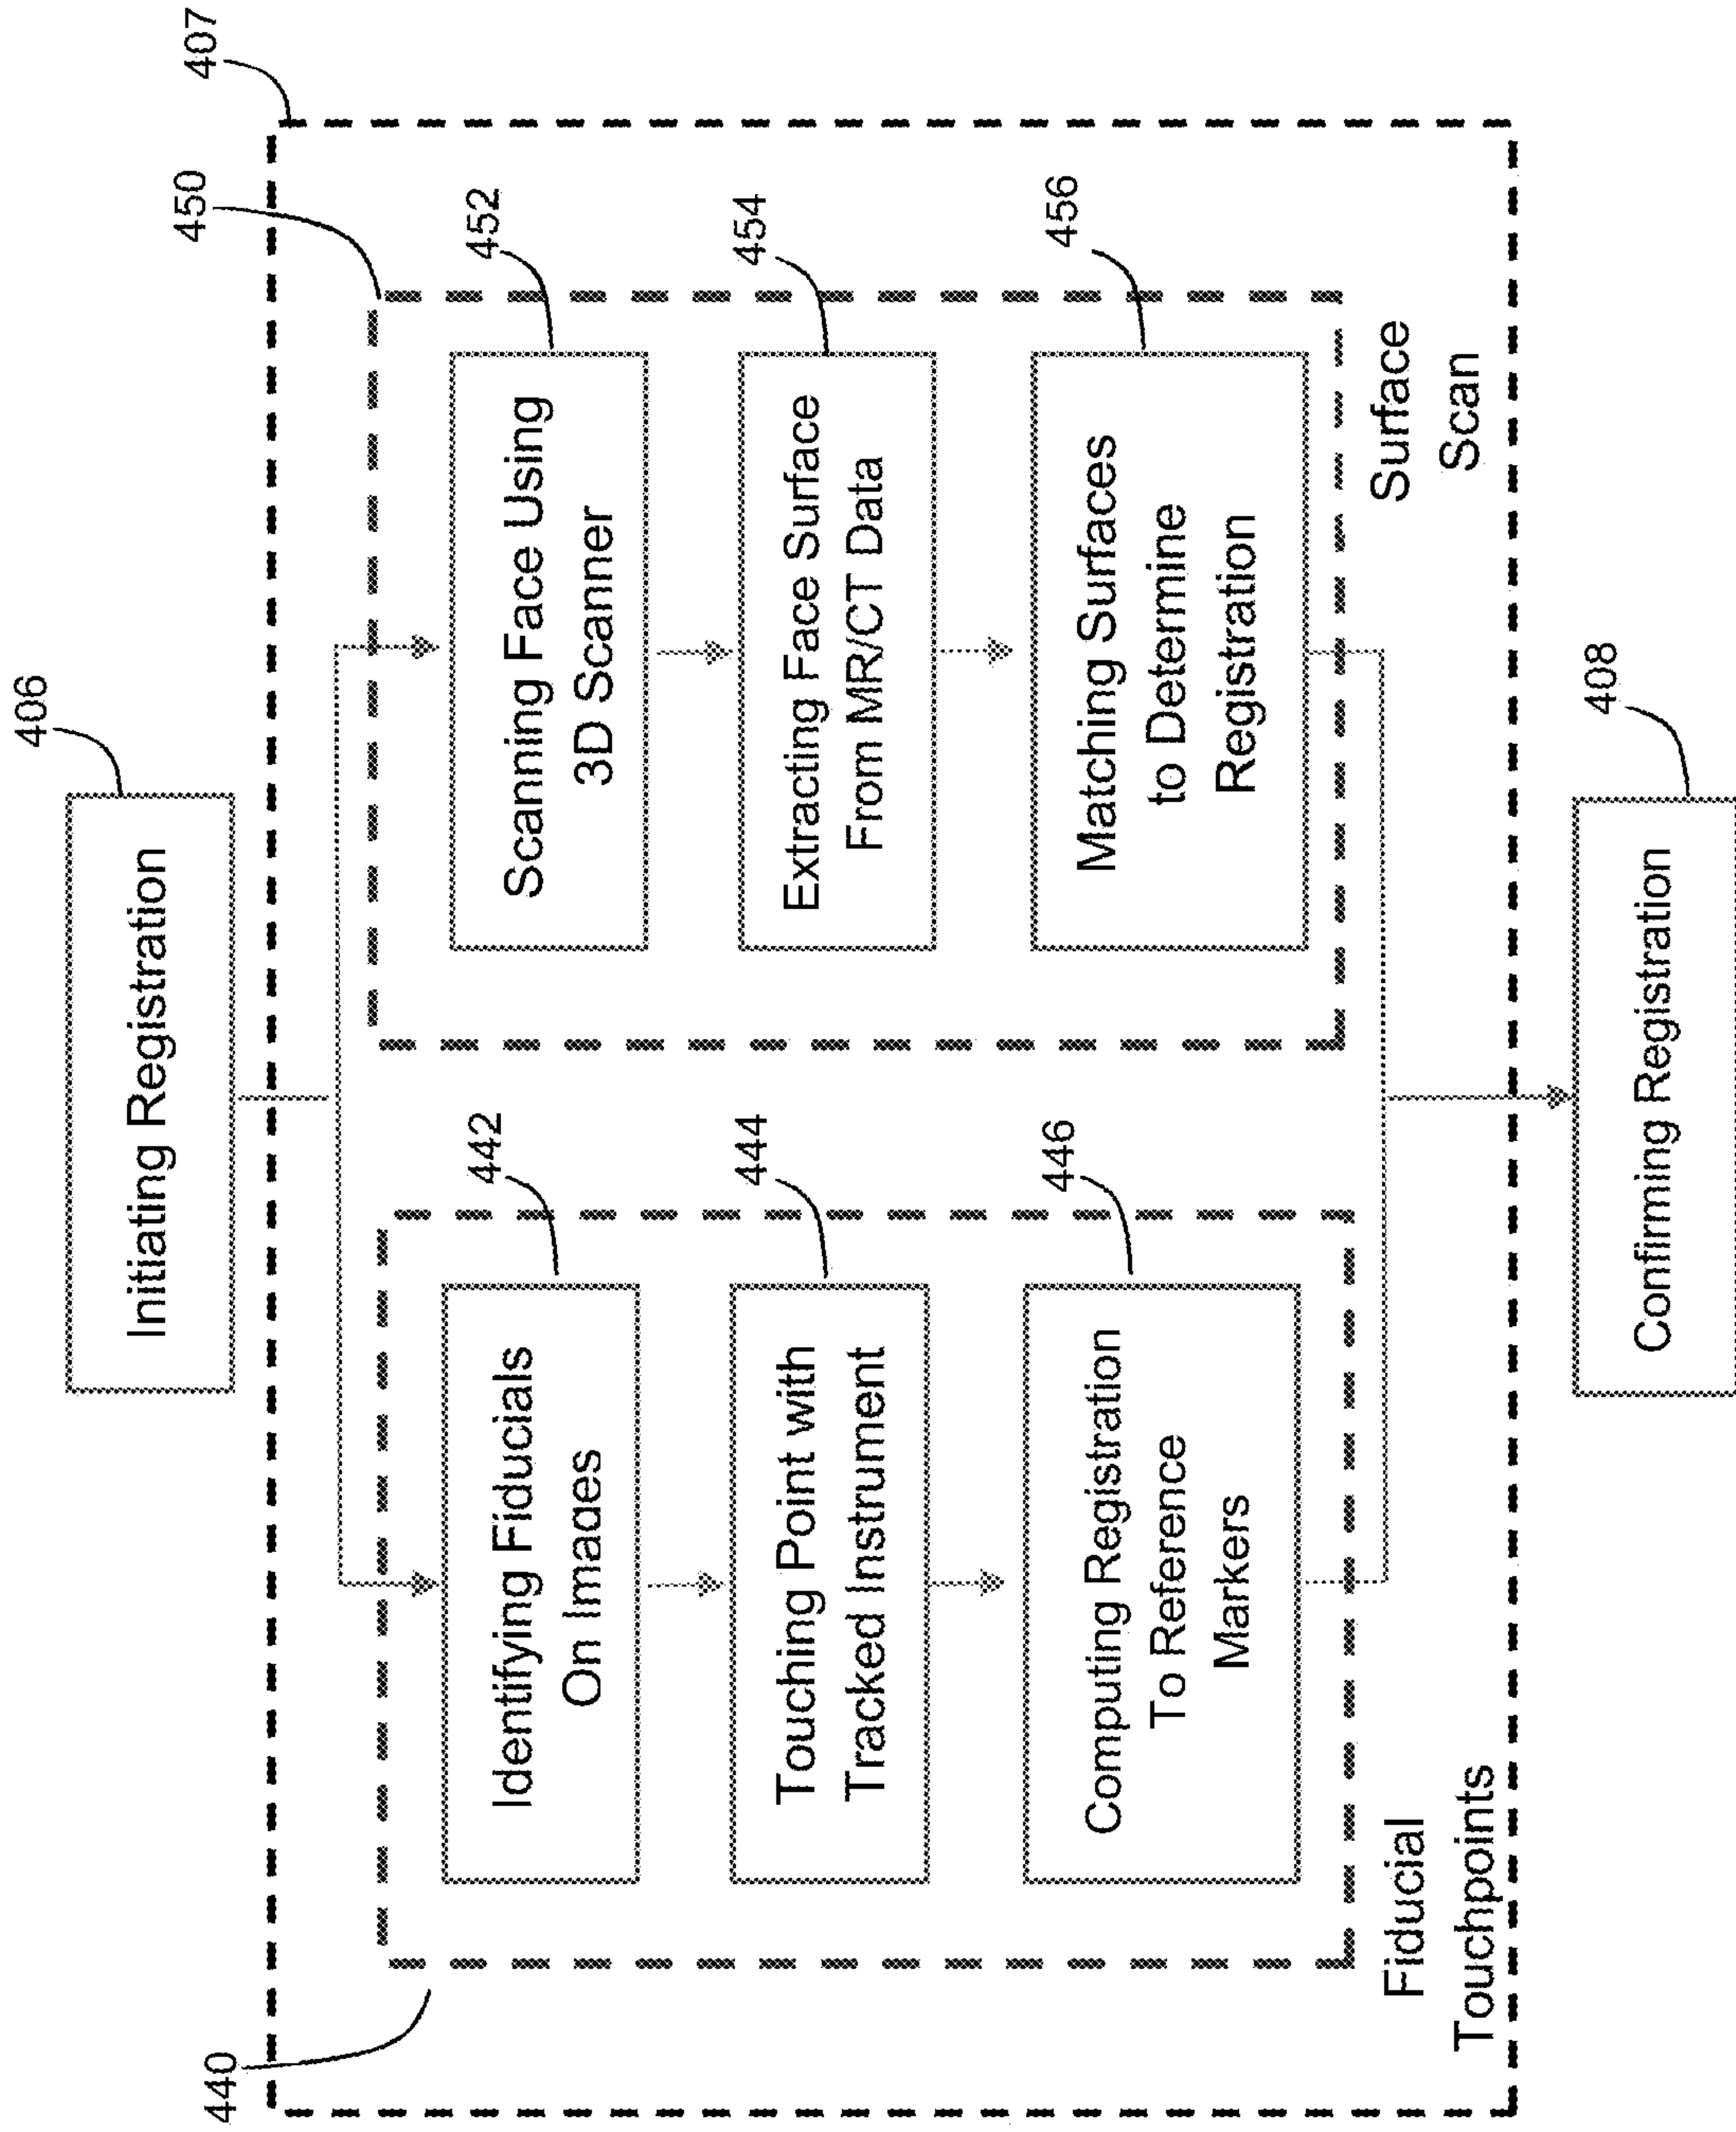 406
Initiating Registration
407
440
450
442
Identifying Fiducials
On Images
452
Scanning Face Using
3D Scanner
444
Touching Point with
Tracked Instrument
454
Extracting Face Surface
From MR/CT Data
446
Computing Registration
To Reference
Markers
456
Matching Surfaces
to Determine
Registration
Fiducial
Touchpoints
Surface
Scan
408
Confirming Registration